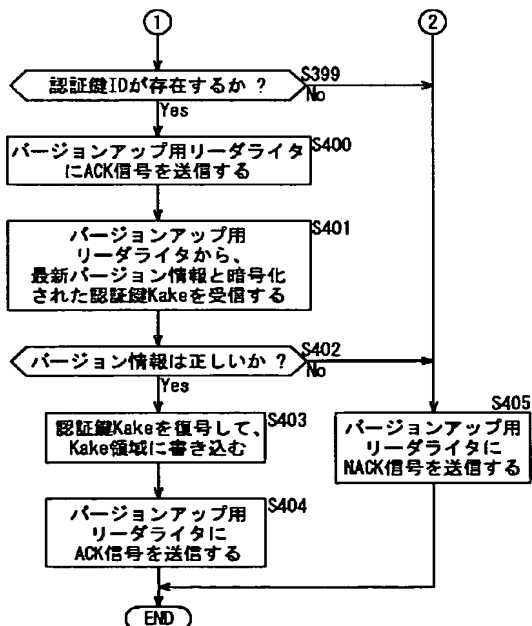 1
2
認証鍵IDが存在するか ?
S399
No
Yes
バージョンアップ用リーダライタ
にACK信号を送信する
S400
バージョンアップ用
リーダライタから、
最新バージョン情報と暗号化
された認証鍵Kakeを受信する
S401
バージョン情報は正しいか ?
S402
No
Yes
認証鍵Kakeを復号して、
Kake領域に書き込む
S403
S405
バージョンアップ用
リーダライタに
NACK信号を送信する
バージョンアップ用
リーダライタに
ACK信号を送信する
S404
END